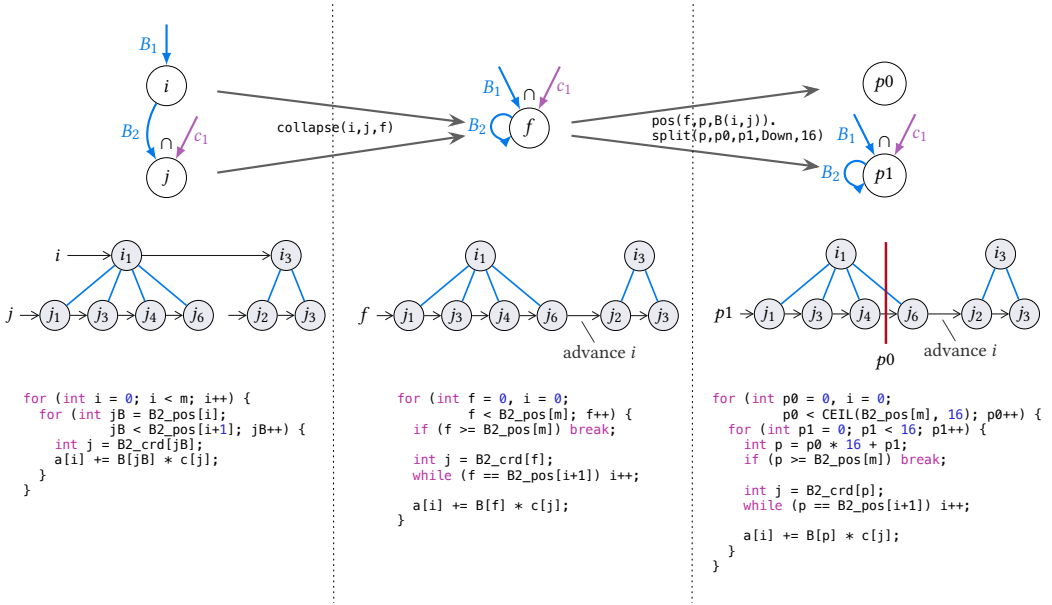 B1
i
B2
∩
c1
j
collapse(i,j,f)
B1
∩
c1
B2
f
pos(f,p,B(i,j)).
split(p,p0,p1,Down,16)
p0
B1
∩
c1
B2
p1
i
i1
i3
j
j1
j3
j4
j6
j2
j3
i1
i3
f
j1
j3
j4
j6
j2
j3
advance i
i1
i3
p1
j1
j3
j4
j6
j2
j3
p0
advance i
for (int i = 0; i < m; i++) {
for (int jB = B2_pos[i];
jB < B2_pos[i+1]; jB++) {
int j = B2_crd[jB];
a[i] += B[jB] * c[j];
}
}
for (int f = 0, i = 0;
f < B2_pos[m]; f++) {
if (f >= B2_pos[m]) break;
int j = B2_crd[f];
while (f == B2_pos[i+1]) i++;
a[i] += B[f] * c[j];
}
for (int p0 = 0, i = 0;
p0 < CEIL(B2_pos[m], 16); p0++) {
for (int p1 = 0; p1 < 16; p1++) {
int p = p0 * 16 + p1;
if (p >= B2_pos[m]) break;
int j = B2_crd[p];
while (p == B2_pos[i+1]) i++;
a[i] += B[p] * c[j];
}
}